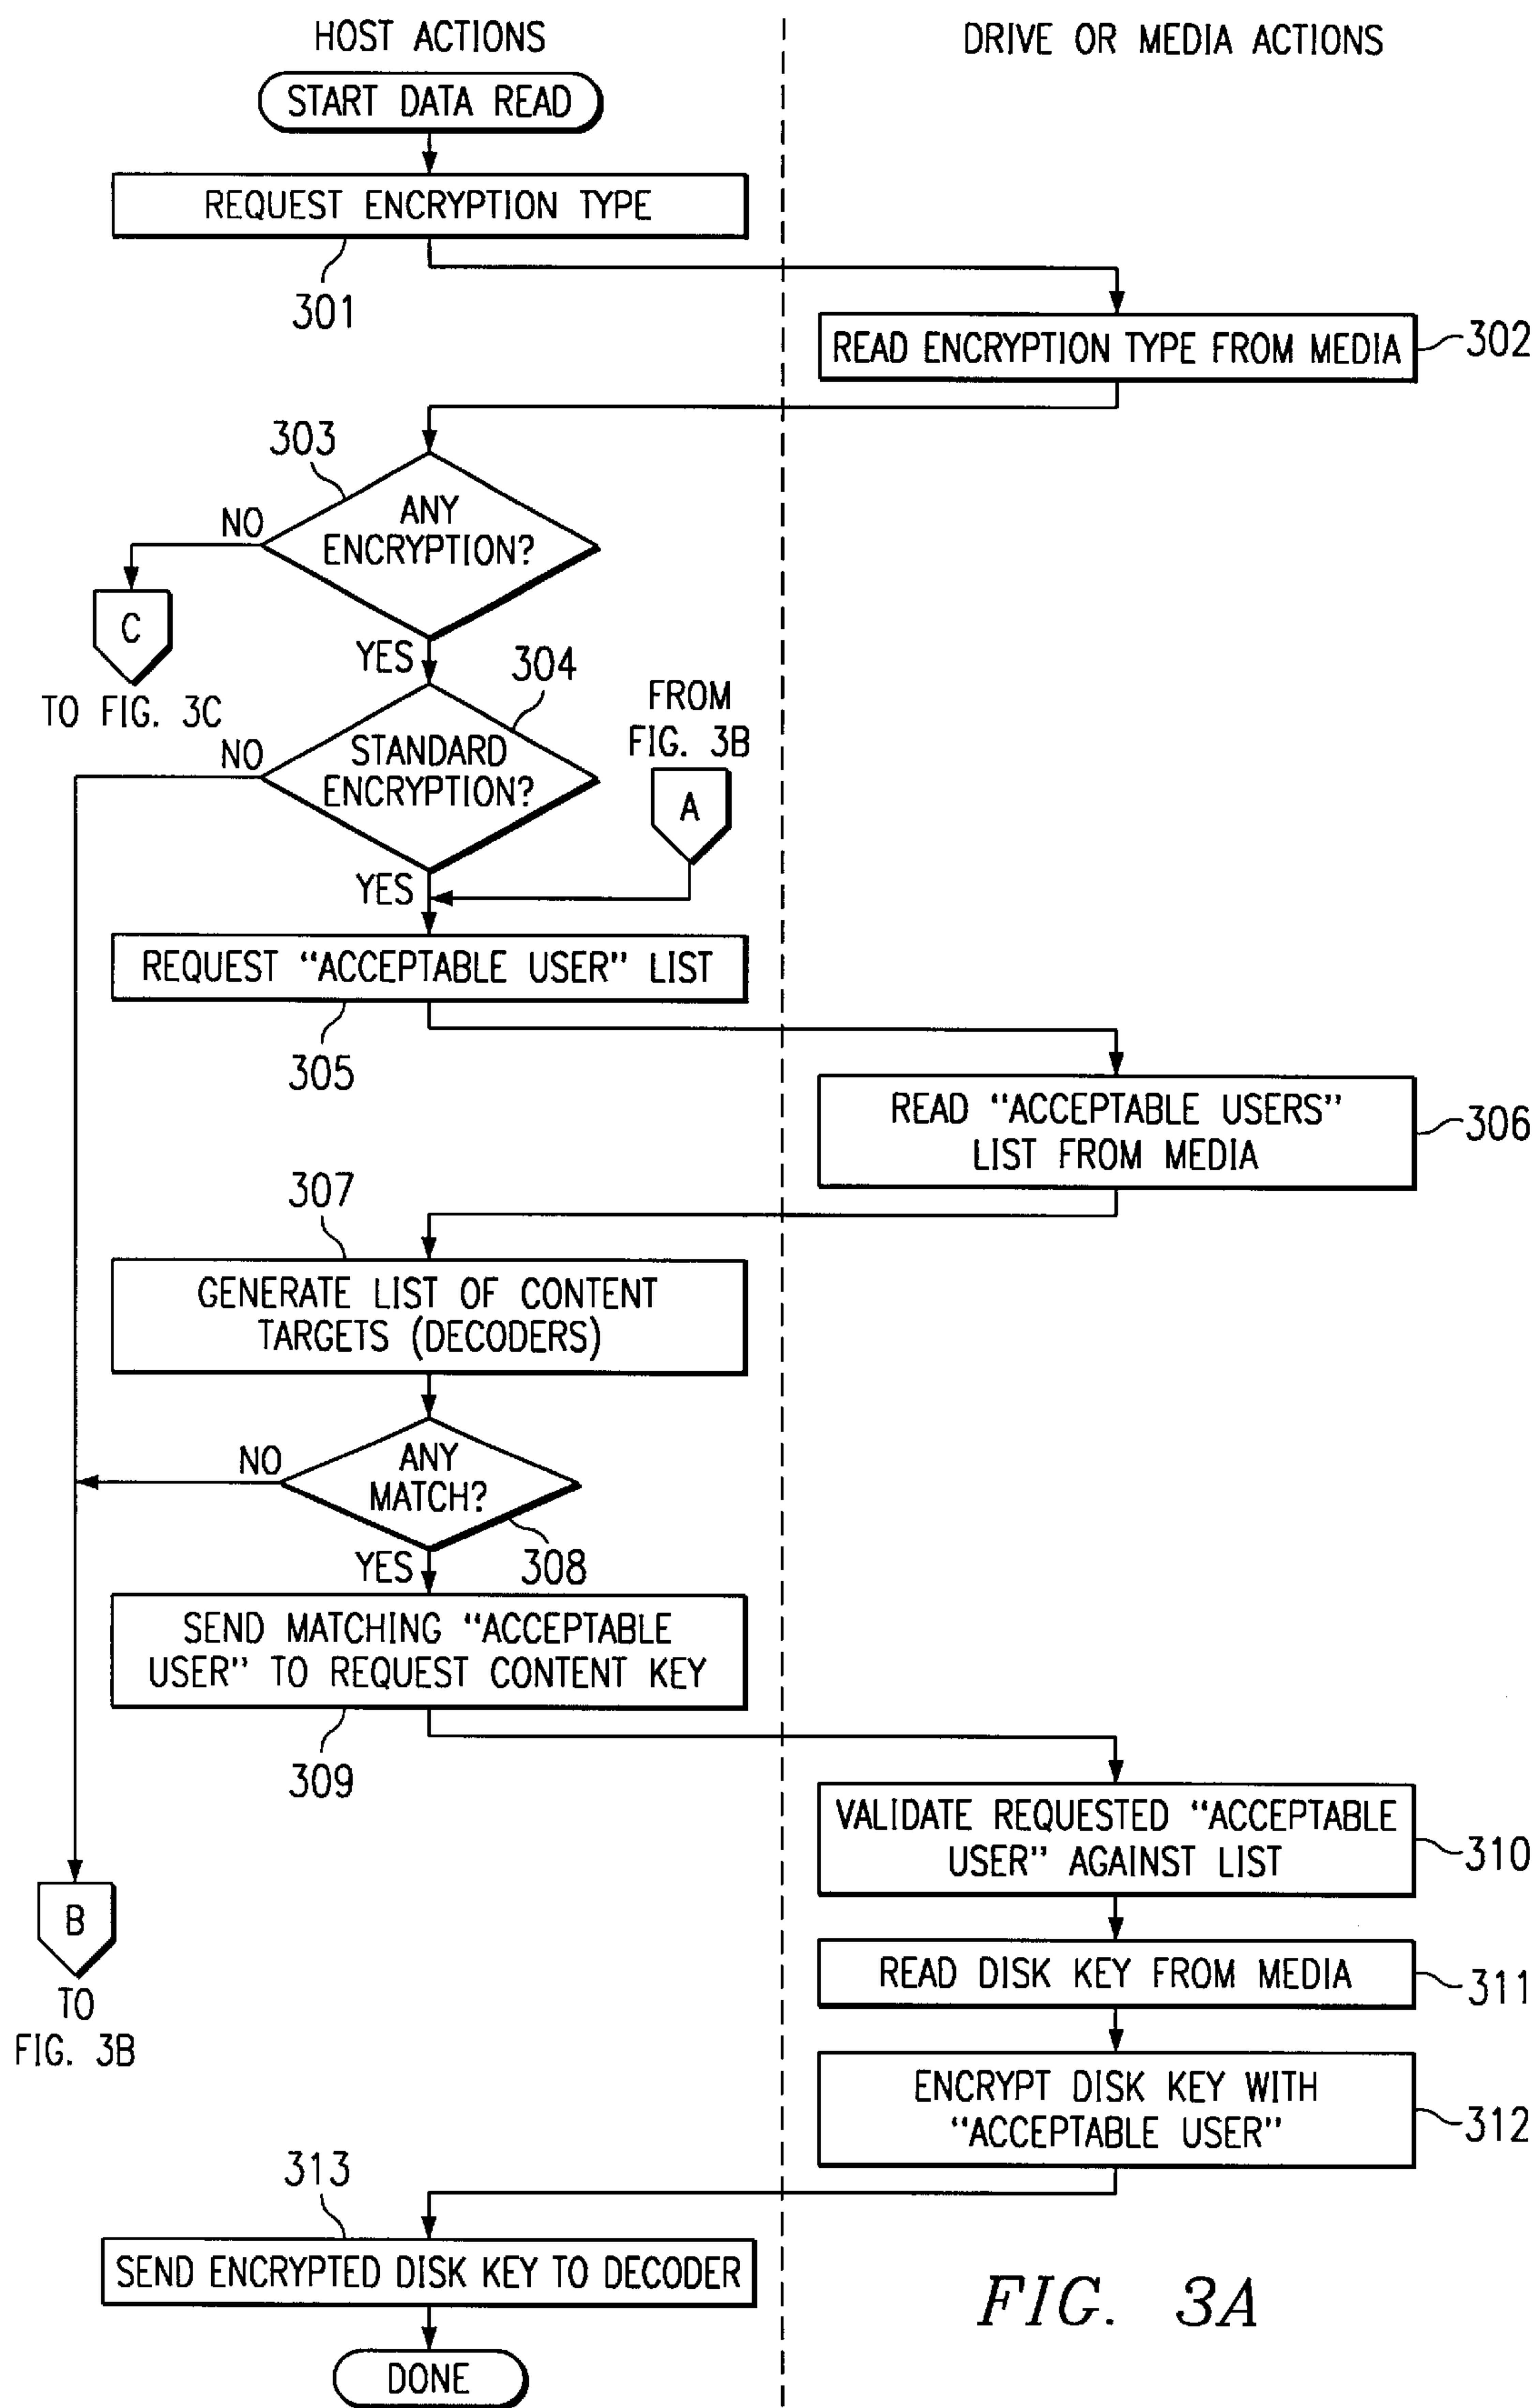 HOST ACTIONS
DRIVE OR MEDIA ACTIONS
START DATA READ
REQUEST ENCRYPTION TYPE
301
READ ENCRYPTION TYPE FROM MEDIA
302
303
ANY
ENCRYPTION?
NO
C
TO FIG. 3C
YES
304
STANDARD
ENCRYPTION?
NO
FROM
FIG. 3B
A
YES
REQUEST “ACCEPTABLE USER” LIST
305
READ “ACCEPTABLE USERS”
LIST FROM MEDIA
306
307
GENERATE LIST OF CONTENT
TARGETS (DECODERS)
NO
ANY
MATCH?
308
YES
SEND MATCHING “ACCEPTABLE
USER” TO REQUEST CONTENT KEY
309
VALIDATE REQUESTED “ACCEPTABLE
USER” AGAINST LIST
310
B
TO
FIG. 3B
READ DISK KEY FROM MEDIA
311
ENCRYPT DISK KEY WITH
“ACCEPTABLE USER”
312
313
SEND ENCRYPTED DISK KEY TO DECODER
DONE
FIG. 3A